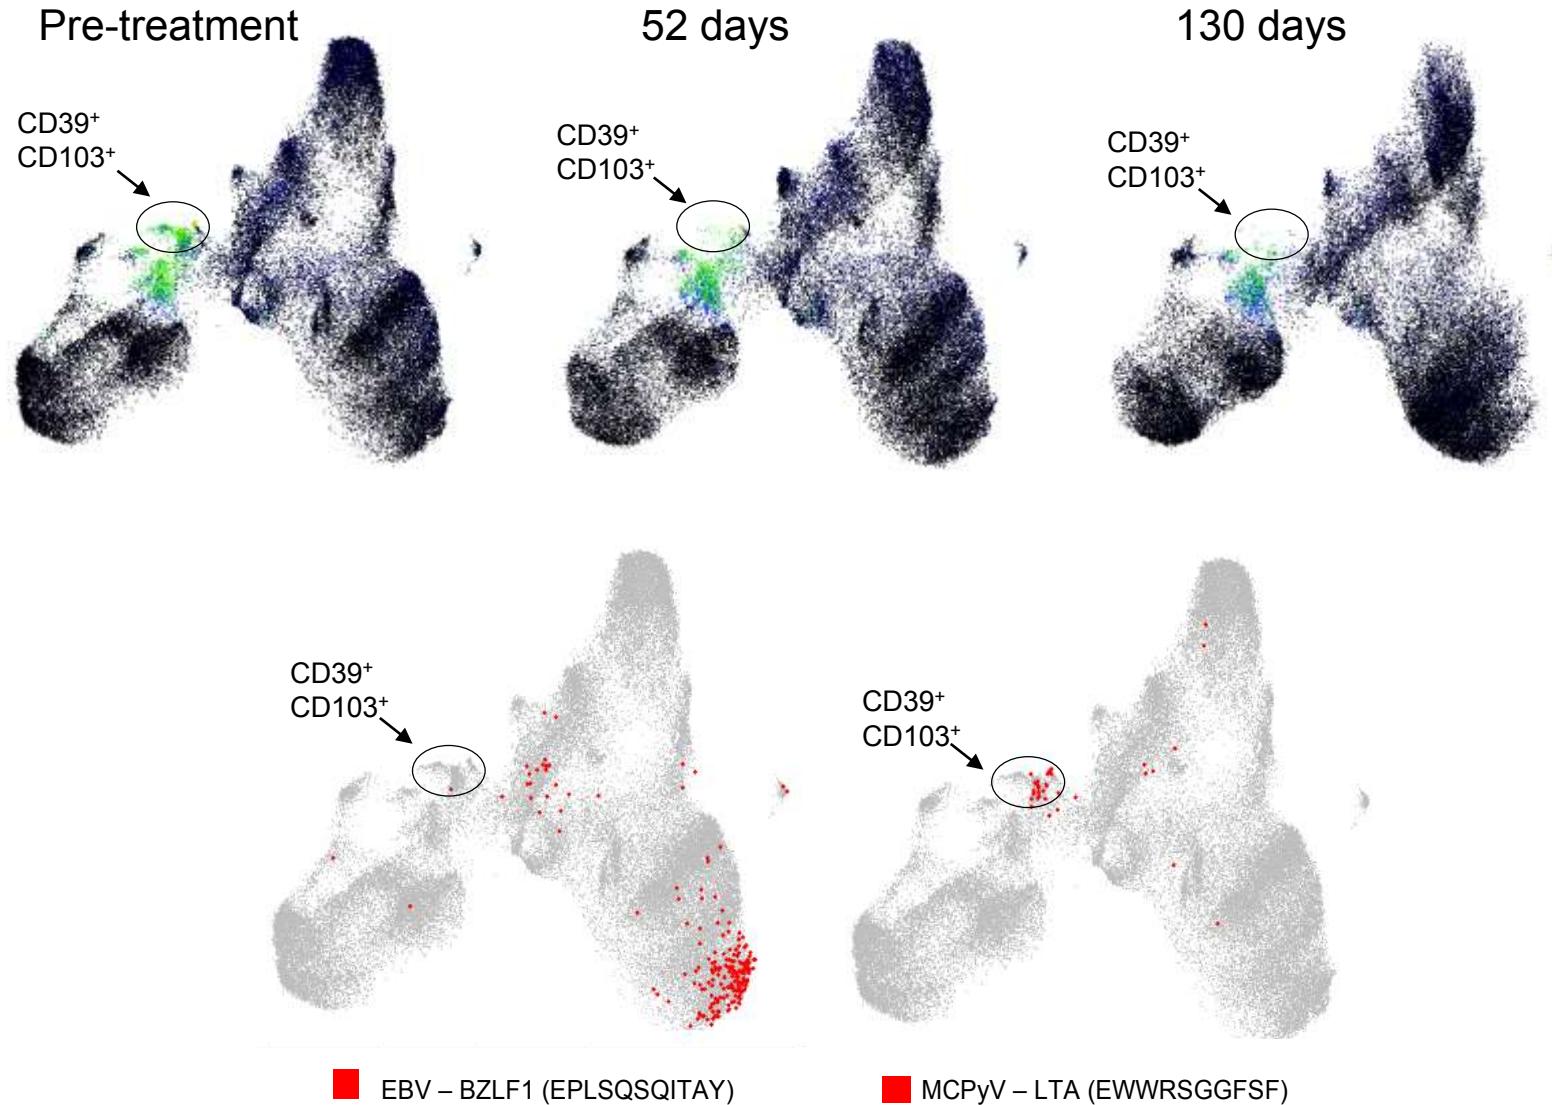 Pre-treatment
52 days
130 days
CD39⁺
CD103⁺
CD39⁺
CD103⁺
CD39⁺
CD103⁺
CD39⁺
CD103⁺
CD39⁺
CD103⁺
EBV – BZLF1 (EPLSQSQITAY)
MCPyV – LTA (EWWRSGGFSF)